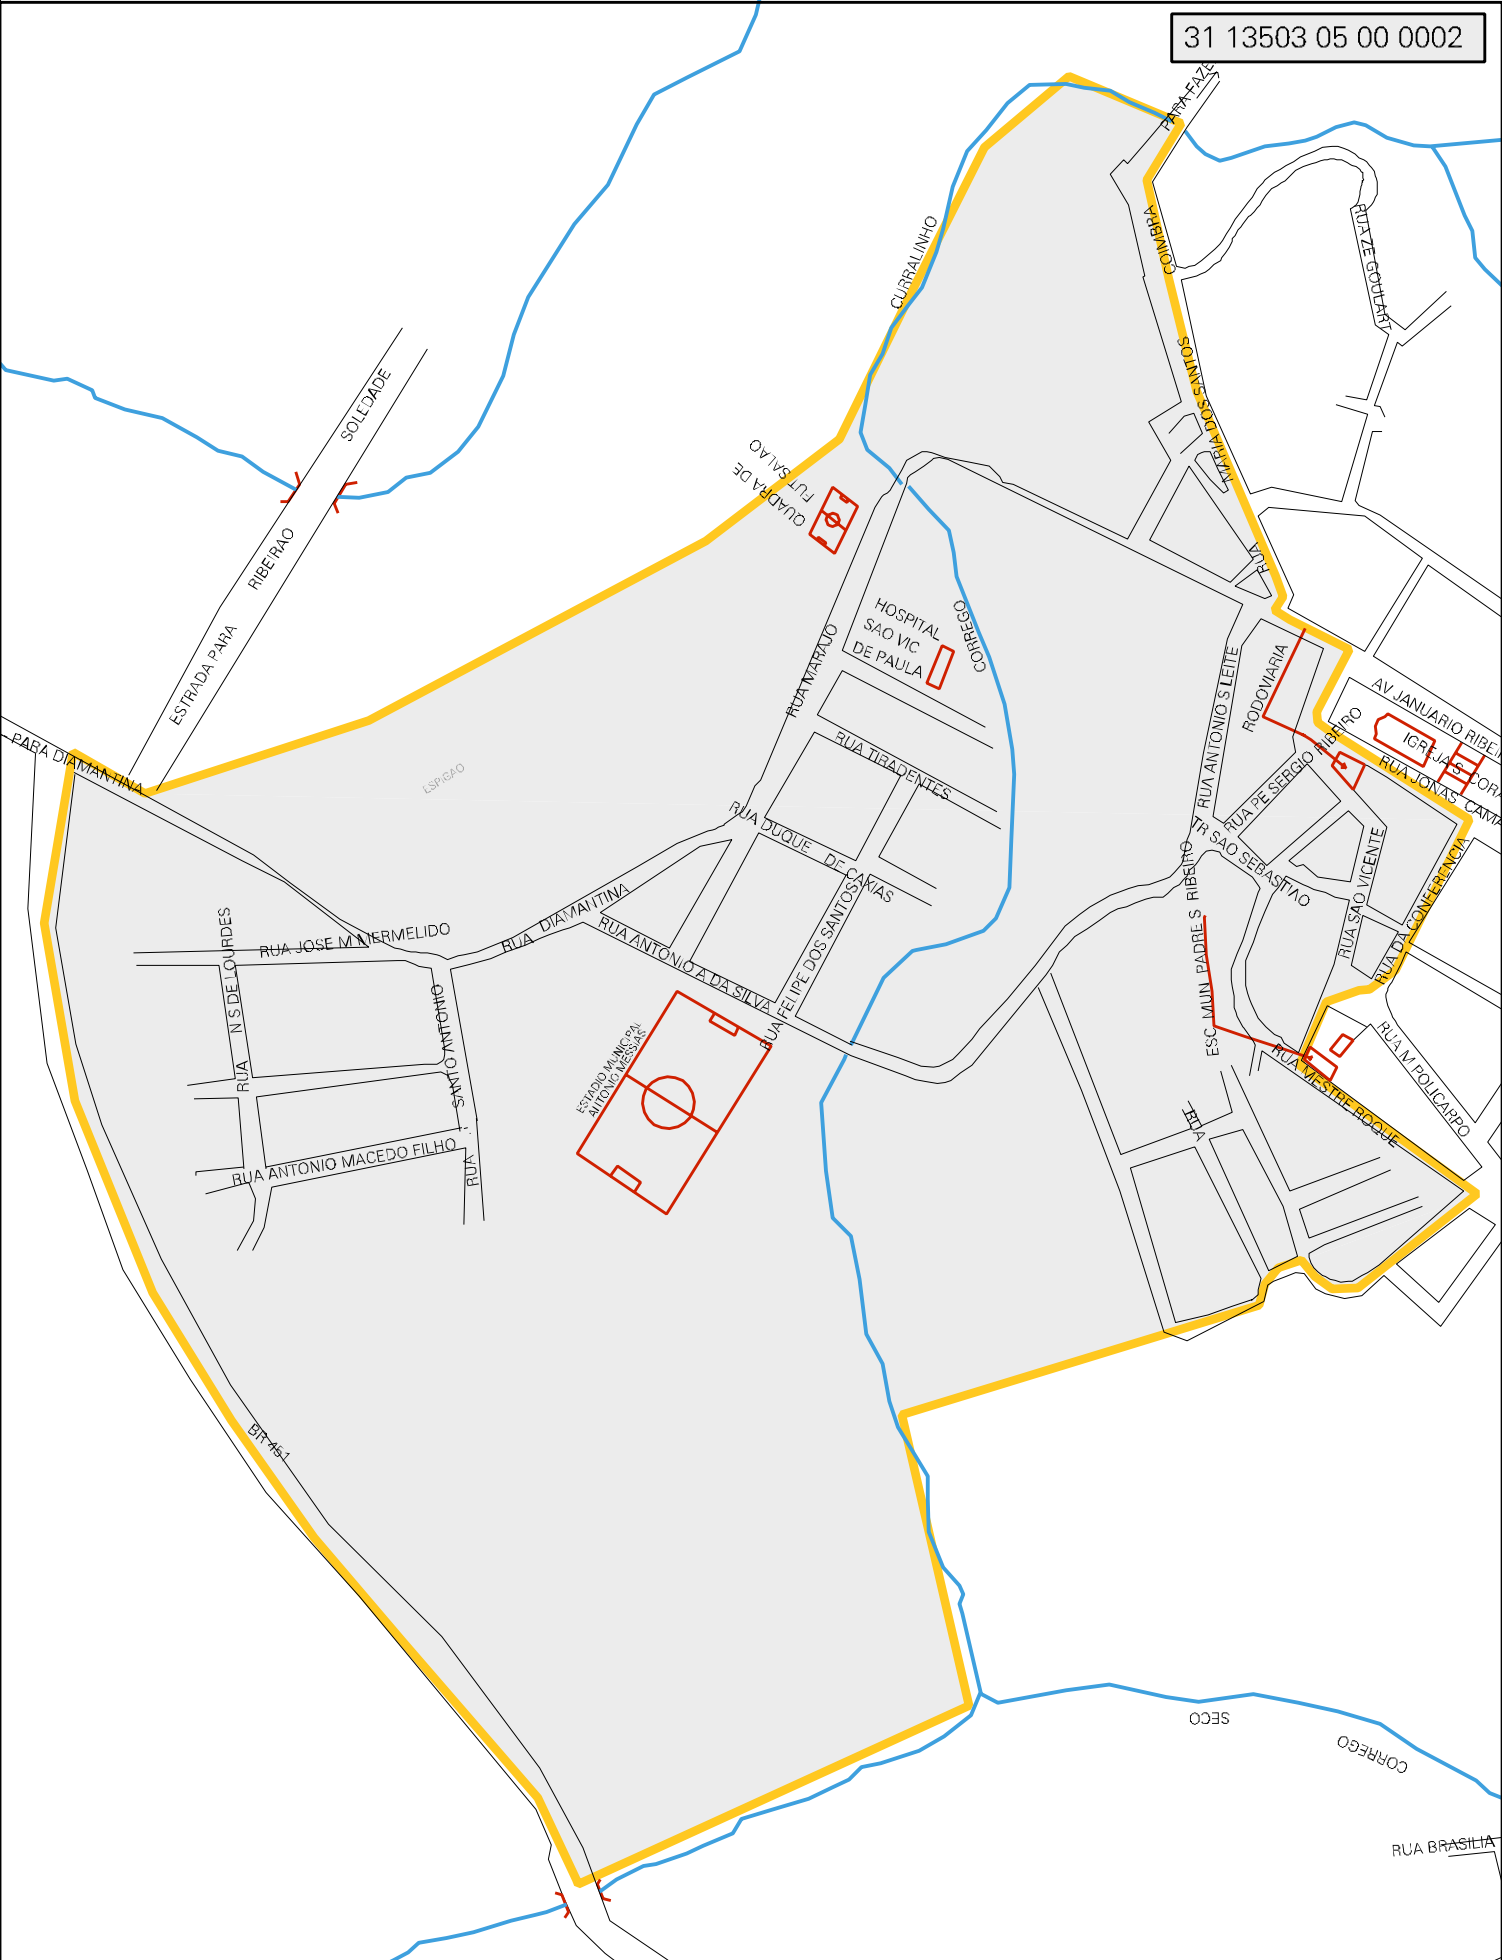 31 13503 05 00 0002
PARA FAZE
CURRALINHO
COIMBRA
RUA ZE GOULART
MARIA DOS SANTOS
RUA
SOLEDADE
RIBEIRAO
ESTRADA PARA
QUADRA DE
FUTSALAO
HOSPITAL
SAO VIC
DE PAULA
CORREGO
RUA MARAJO
RUA ANTONIO S LEITE
RODOVIARIA
AV JANUARIO RIBEI
IGREJA S CORA
RUA JONAS CAMA
RUA PE SERGIO RIBEIRO
PARA DIAMANTINA
ESPIGAO
RUA TIRADENTES
RUA DUQUE DE CAXIAS
TR SAO SEBASTIAO
RUA SAO VICENTE
RUA DA CONFERENCIA
RUA DIAMANTINA
RUA JOSE M MERMELIDO
RUA N S DE LOURDES
RUA ANTONIO A DA SILVA
RUA FELIPE DOS SANTOS
ESC MUN PADRE S RIBEIRO
ESTADIO MUNICIPAL
ANTONIO MESSIAS
RUA SANTO ANTONIO
RUA ANTONIO MACEDO FILHO
RUA MESTRE ROQUE
RUA M POLICARPO
RUA
BR 451
SECO
CORREGO
RUA BRASILIA